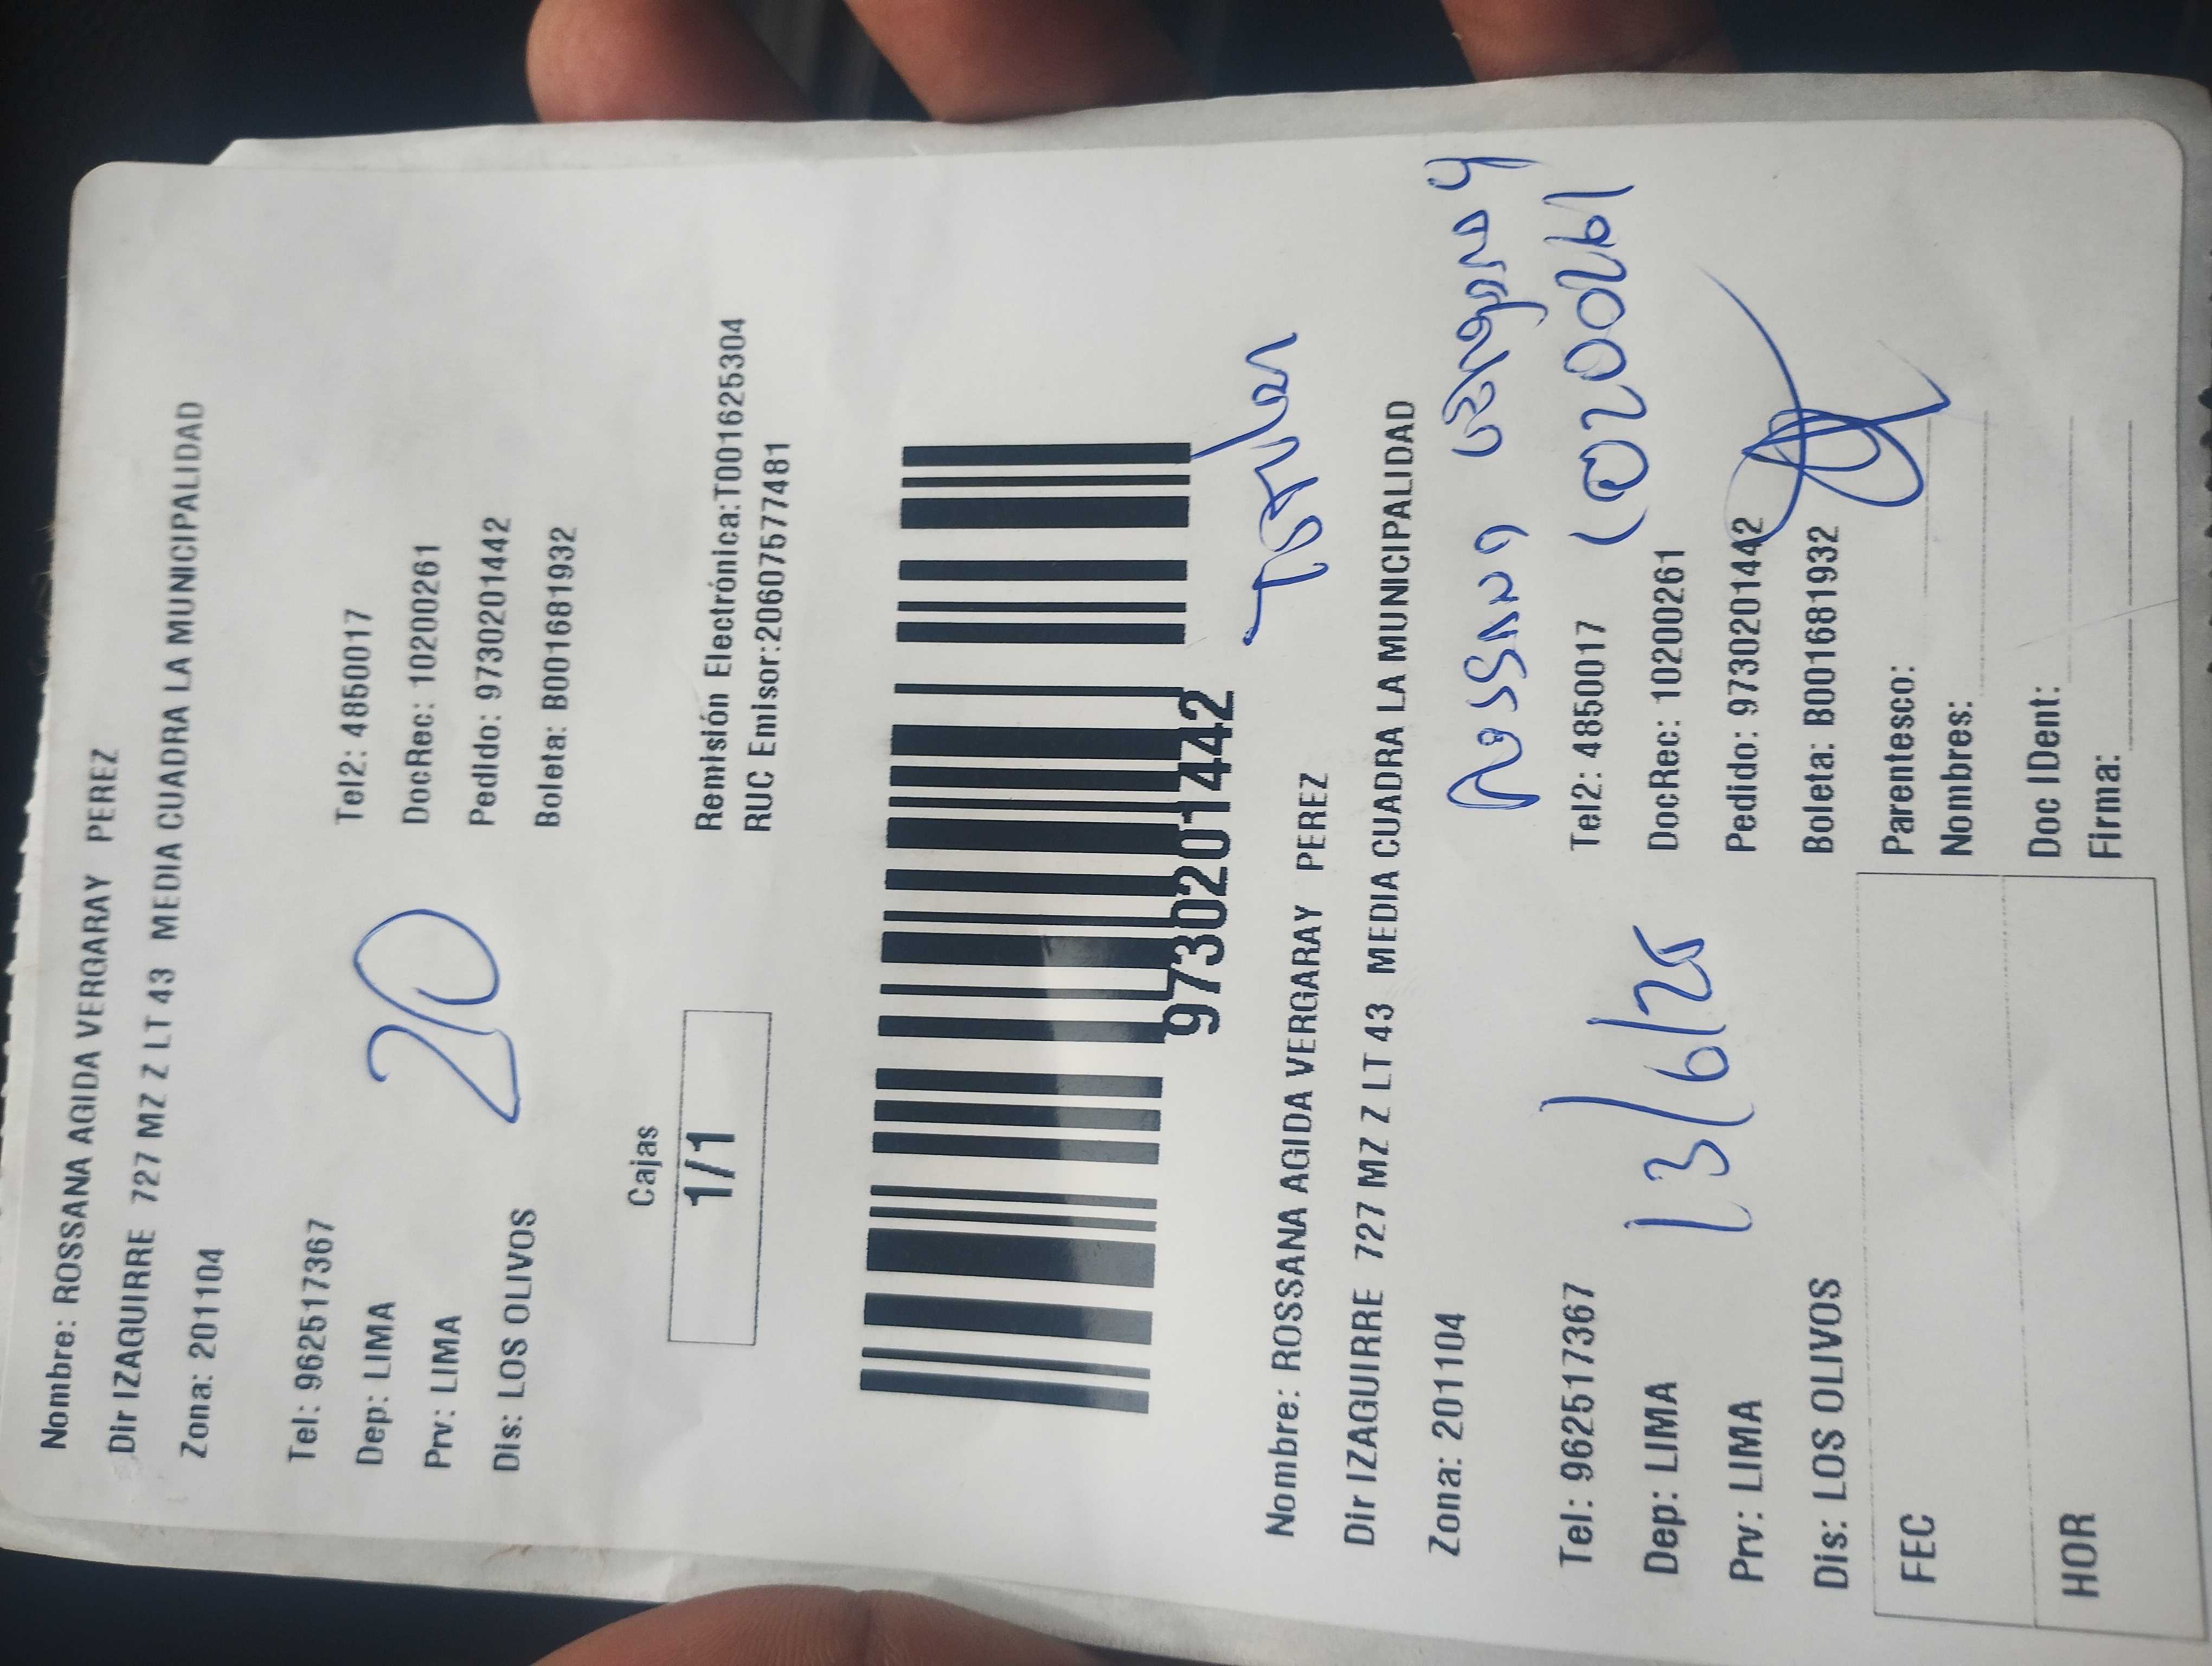 Nombre: ROSSANA AGIDA VERGARAY PEREZ
Dir IZAGUIRRE 727 MZ Z LT 43 MEDIA CUADRA LA MUNICIPALIDAD
Zona: 201104
Tel: 962517367 Tel2: 4850017
Dep: LIMA DocRec: 10200261
Prv: LIMA Pedido: 9730201442
Dis: LOS OLIVOS Boleta: B001681932
20
Cajas
1/1
Remisión Electrónica:T001625304
RUC Emisor:20607577481
9730201442
Titular
Nombre: ROSSANA AGIDA VERGARAY PEREZ
Dir IZAGUIRRE 727 MZ Z LT 43 MEDIA CUADRA LA MUNICIPALIDAD
Zona: 201104
Rossana Vergaray
10200261
Tel: 962517367 Tel2: 4850017
Dep: LIMA DocRec: 10200261
Prv: LIMA Pedido: 9730201442
Dis: LOS OLIVOS Boleta: B001681932
13/6/25
FEC
HOR
Parentesco:
Nombres:
Doc IDent:
Firma: